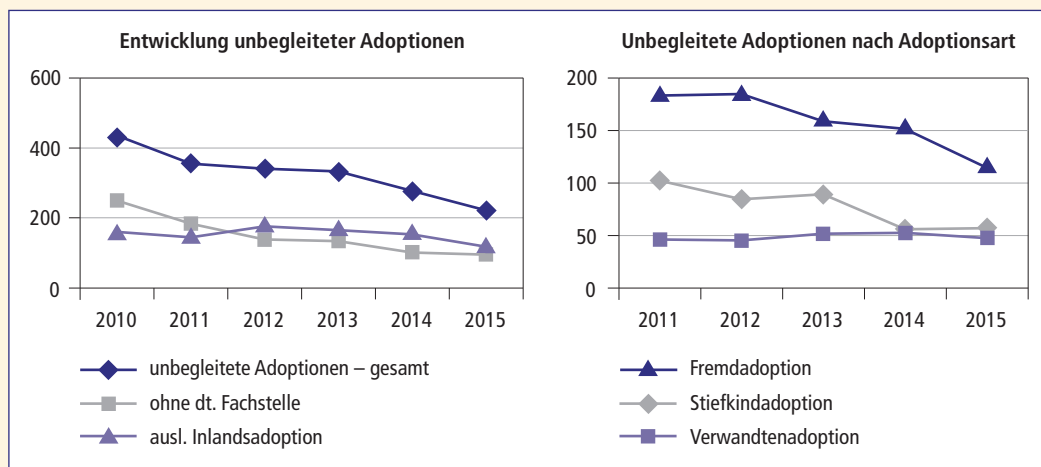 Entwicklung unbegleiteter Adoptionen
600
400
200
0
2010 2011 2012 2013 2014 2015
unbegleitete Adoptionen – gesamt
ohne dt. Fachstelle
ausl. Inlandsadoption
Unbegleitete Adoptionen nach Adoptionsart
200
150
100
50
0
2011 2012 2013 2014 2015
Fremdadoption
Stiefkindadoption
Verwandtenadoption